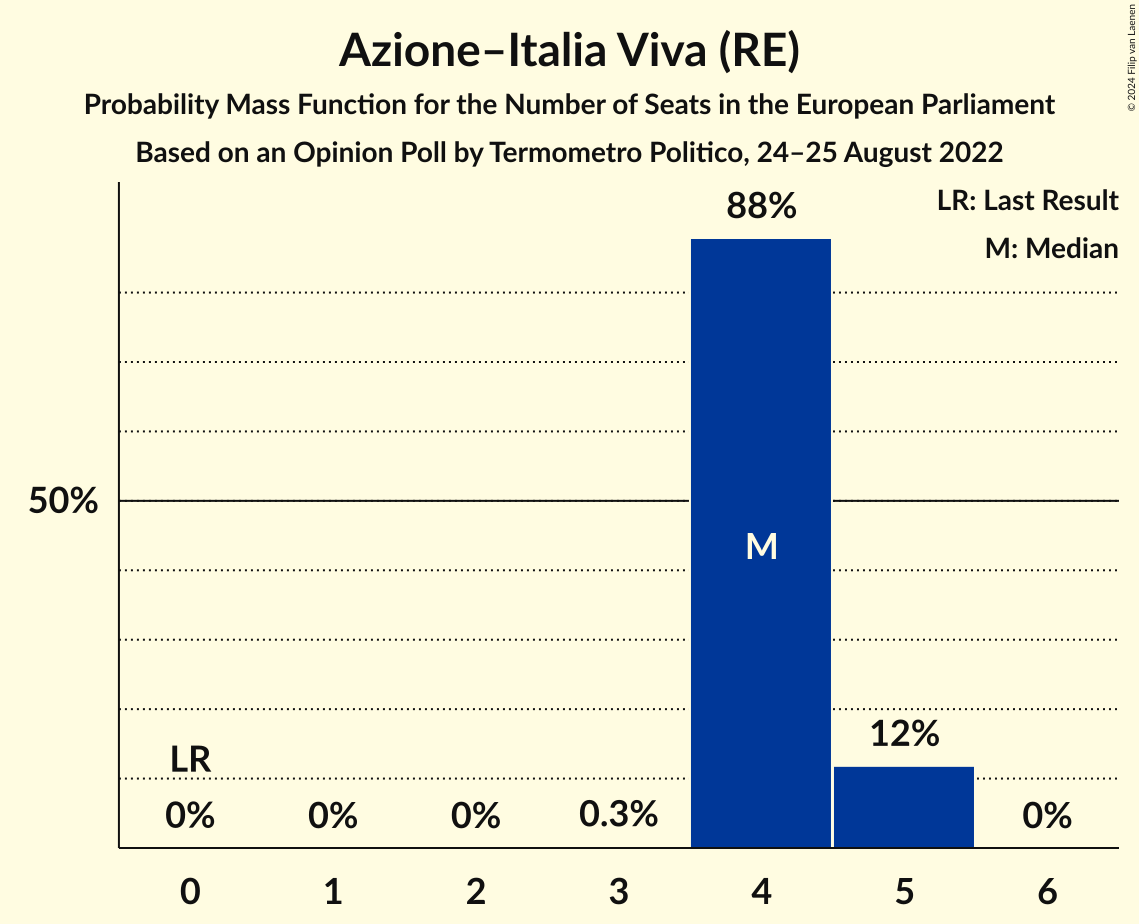 Azione–Italia Viva (RE)
Probability Mass Function for the Number of Seats in the European Parliament
Based on an Opinion Poll by Termometro Politico, 24–25 August 2022
© 2024 Filip van Laenen
LR: Last Result
M: Median
88%
50%
M
12%
LR
0% 0% 0% 0.3% 0%
0 1 2 3 4 5 6